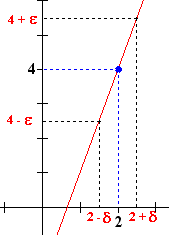 4 + ε
4
4 - ε
2 - δ 2 2 + δ